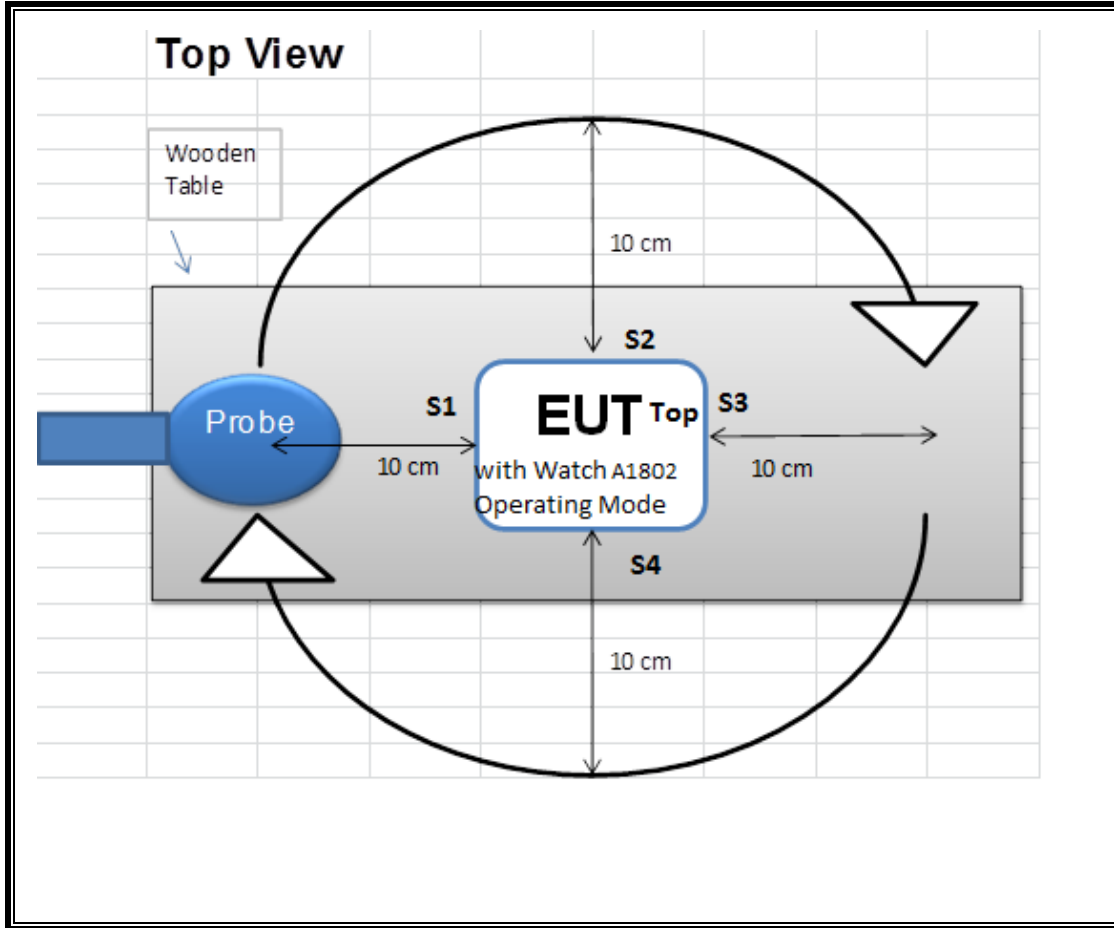 Top View
Wooden
Table
10 cm
S2
Probe
S1
EUT Top
S3
10 cm
with Watch A1802
10 cm
Operating Mode
S4
10 cm